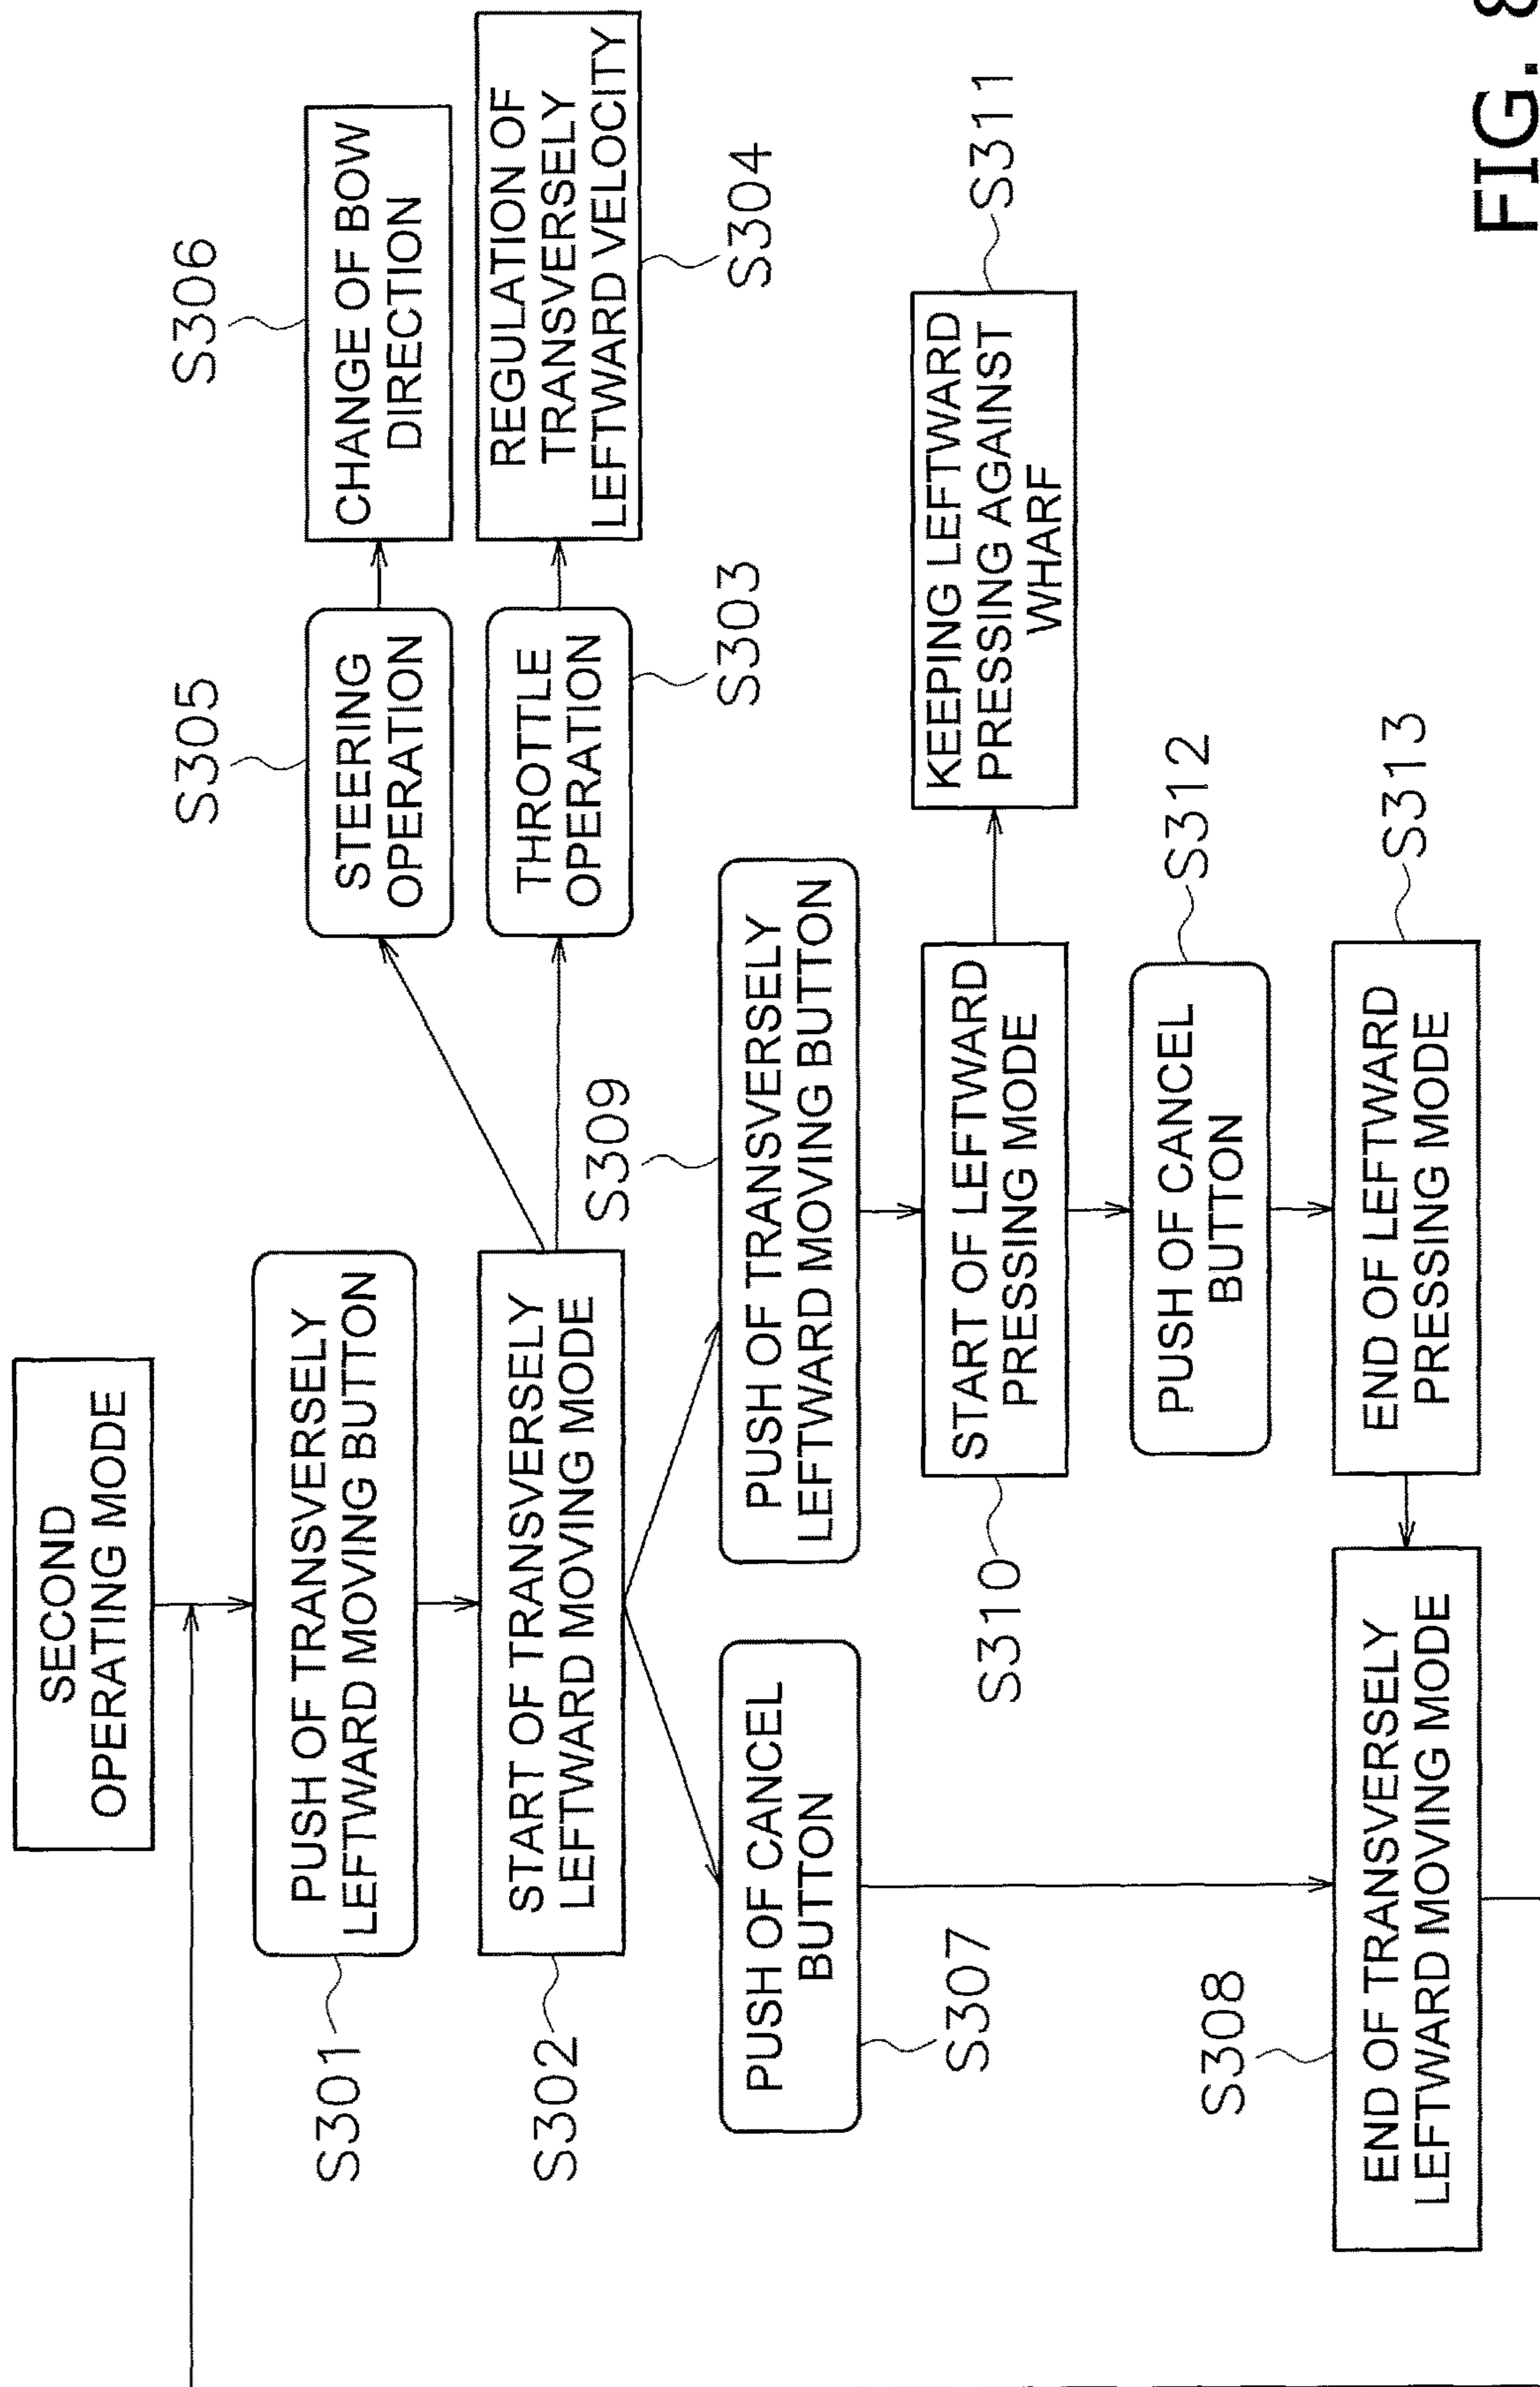 SECOND
OPERATING MODE
S301
PUSH OF TRANSVERSELY
LEFTWARD MOVING BUTTON
S302
START OF TRANSVERSELY
LEFTWARD MOVING MODE
S305
STEERING
OPERATION
S306
CHANGE OF BOW
DIRECTION
THROTTLE
OPERATION
S303
REGULATION OF
TRANSVERSELY
LEFTWARD VELOCITY
S304
PUSH OF CANCEL
BUTTON
S307
S309
PUSH OF TRANSVERSELY
LEFTWARD MOVING BUTTON
S310
START OF LEFTWARD
PRESSING MODE
KEEPING LEFTWARD
PRESSING AGAINST
WHARF
S311
PUSH OF CANCEL
BUTTON
S312
S308
END OF TRANSVERSELY
LEFTWARD MOVING MODE
END OF LEFTWARD
PRESSING MODE
S313
FIG. 8